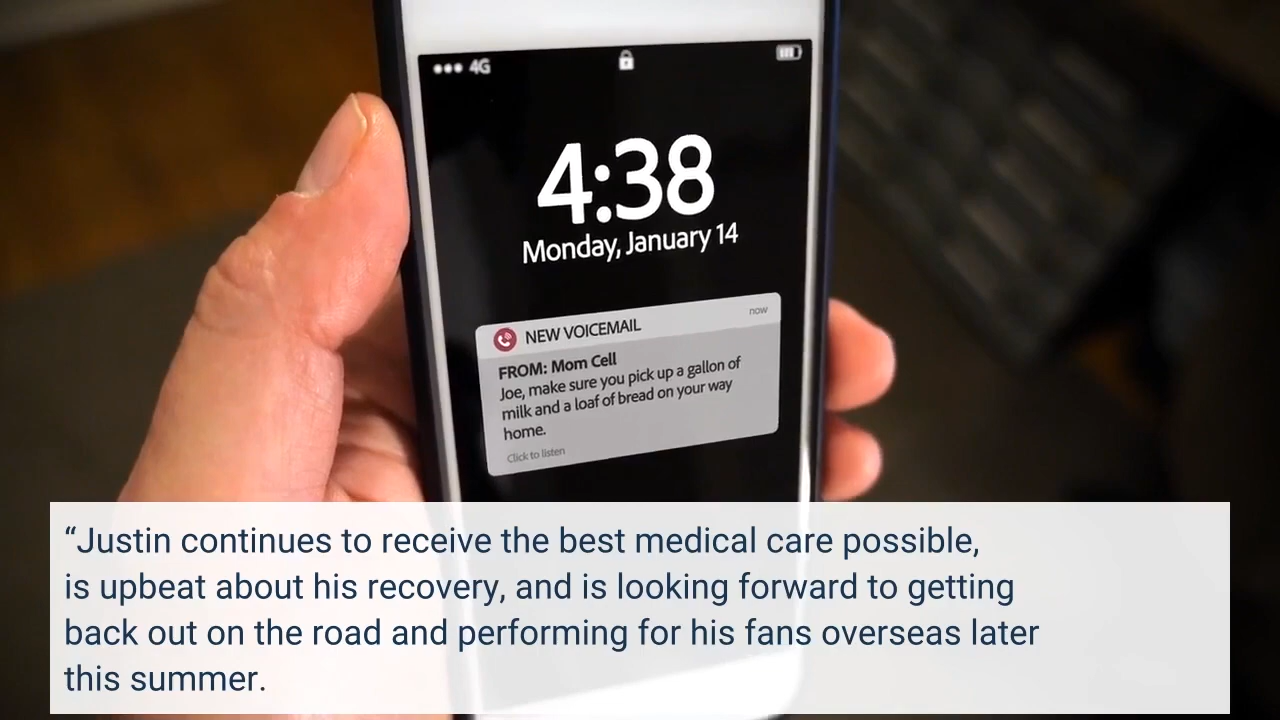 4G
4:38
Monday, January 14
NEW VOICEMAIL
now
FROM: Mom Cell
Joe, make sure you pick up a gallon of
milk and a loaf of bread on your way
home.
Click to listen
“Justin continues to receive the best medical care possible,
is upbeat about his recovery, and is looking forward to getting
back out on the road and performing for his fans overseas later
this summer.